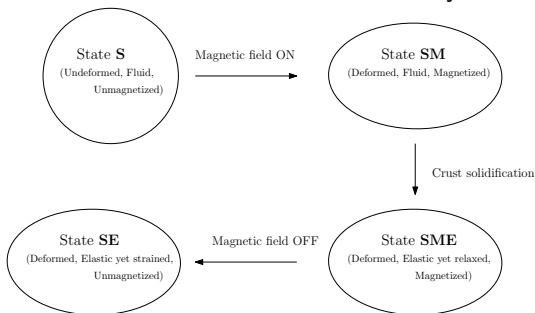 State S
(Undeformed, Fluid,
Unmagnetized)
Magnetic field ON
State SM
(Deformed, Fluid, Magnetized)
Crust solidification
State SE
(Deformed, Elastic yet strained,
Unmagnetized)
Magnetic field OFF
State SME
(Deformed, Elastic yet relaxed,
Magnetized)